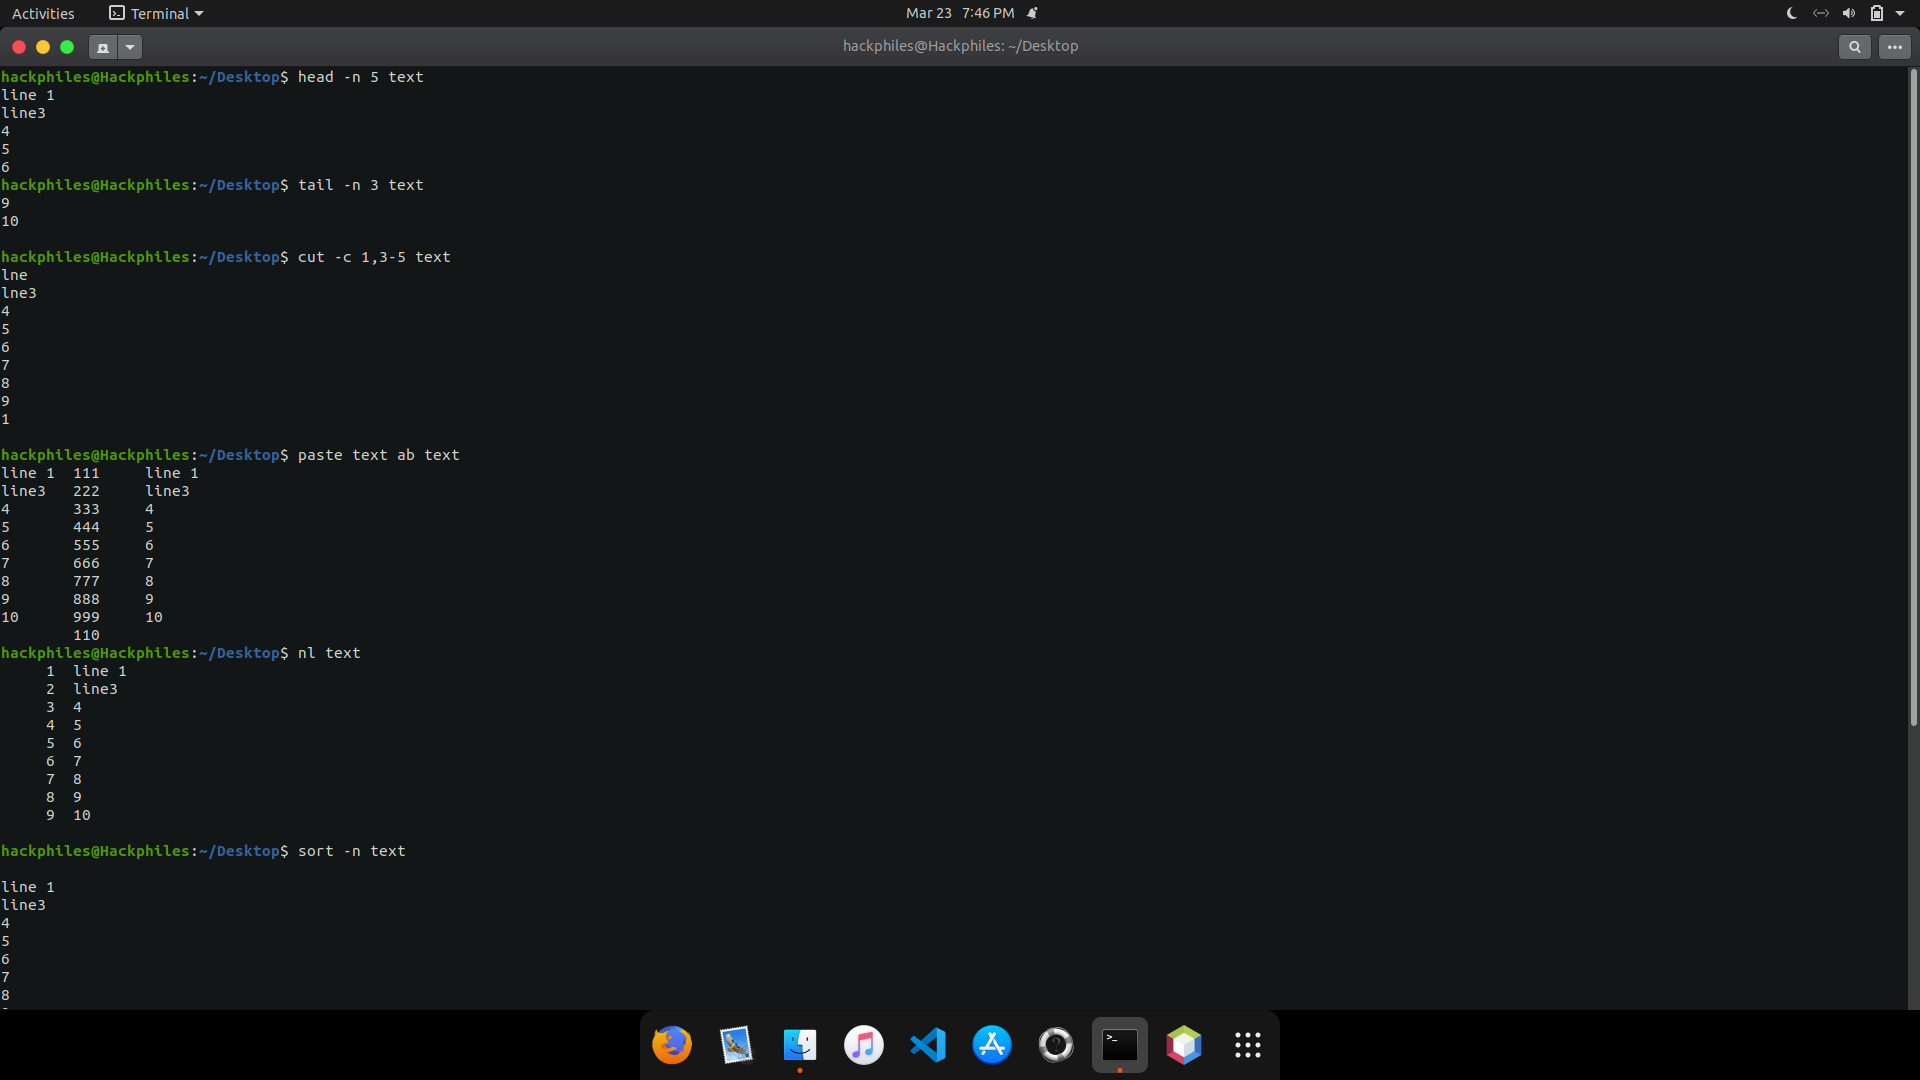 Activities Terminal Mar 23 7:46 PM
hackphiles@Hackphiles: ~/Desktop
hackphiles@Hackphiles:~/Desktop$ head -n 5 text
line 1
line3
4
5
6
hackphiles@Hackphiles:~/Desktop$ tail -n 3 text
9
10
hackphiles@Hackphiles:~/Desktop$ cut -c 1,3-5 text
lne
lne3
4
5
6
7
8
9
1
hackphiles@Hackphiles:~/Desktop$ paste text ab text
line 1 111 line 1
line3 222 line3
4 333 4
5 444 5
6 555 6
7 666 7
8 777 8
9 888 9
10 999 10
110
hackphiles@Hackphiles:~/Desktop$ nl text
1 line 1
2 line3
3 4
4 5
5 6
6 7
7 8
8 9
9 10
hackphiles@Hackphiles:~/Desktop$ sort -n text
line 1
line3
4
5
6
7
8